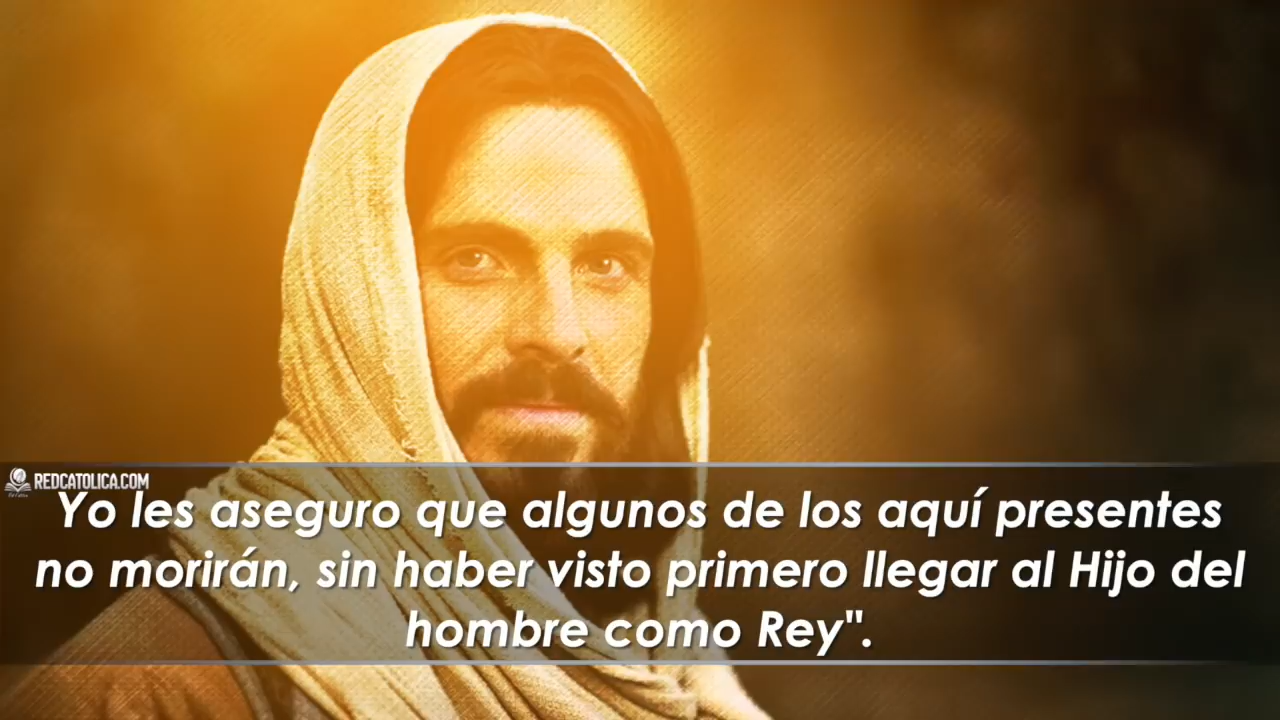 REDCATOLICA.COM
Yo les aseguro que algunos de los aquí presentes
no morirán, sin haber visto primero llegar al Hijo del
hombre como Rey".